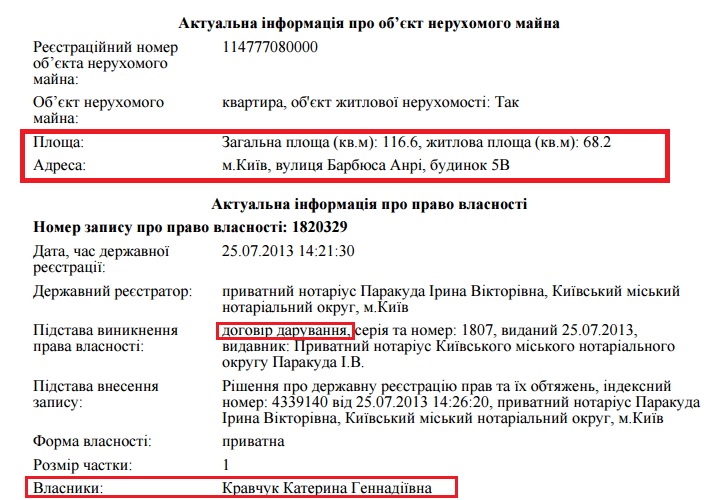 Актуальна інформація про об’єкт нерухомого майна
Реєстраційний номер 114777080000
об’єкта нерухомого
майна:
Об’єкт нерухомого квартира, об'єкт житлової нерухомості: Так
майна:
Площа: Загальна площа (кв.м): 116.6, житлова площа (кв.м): 68.2
Адреса: м.Київ, вулиця Барбюса Анрі, будинок 5В
Актуальна інформація про право власності
Номер запису про право власності: 1820329
Дата, час державної 25.07.2013 14:21:30
реєстрації:
Державний реєстратор: приватний нотаріус Паракуда Ірина Вікторівна, Київський міський
нотаріальний округ, м.Київ
Підстава виникнення договір дарування, серія та номер: 1807, виданий 25.07.2013,
права власності: видавник: Приватний нотаріус Київського міського нотаріального
округу Паракуда І.В.
Підстава внесення Рішення про державну реєстрацію прав та їх обтяжень, індексний
запису: номер: 4339140 від 25.07.2013 14:26:20, приватний нотаріус Паракуда
Ірина Вікторівна, Київський міський нотаріальний округ, м.Київ
Форма власності: приватна
Розмір частки: 1
Власники: Кравчук Катерина Геннадіївна